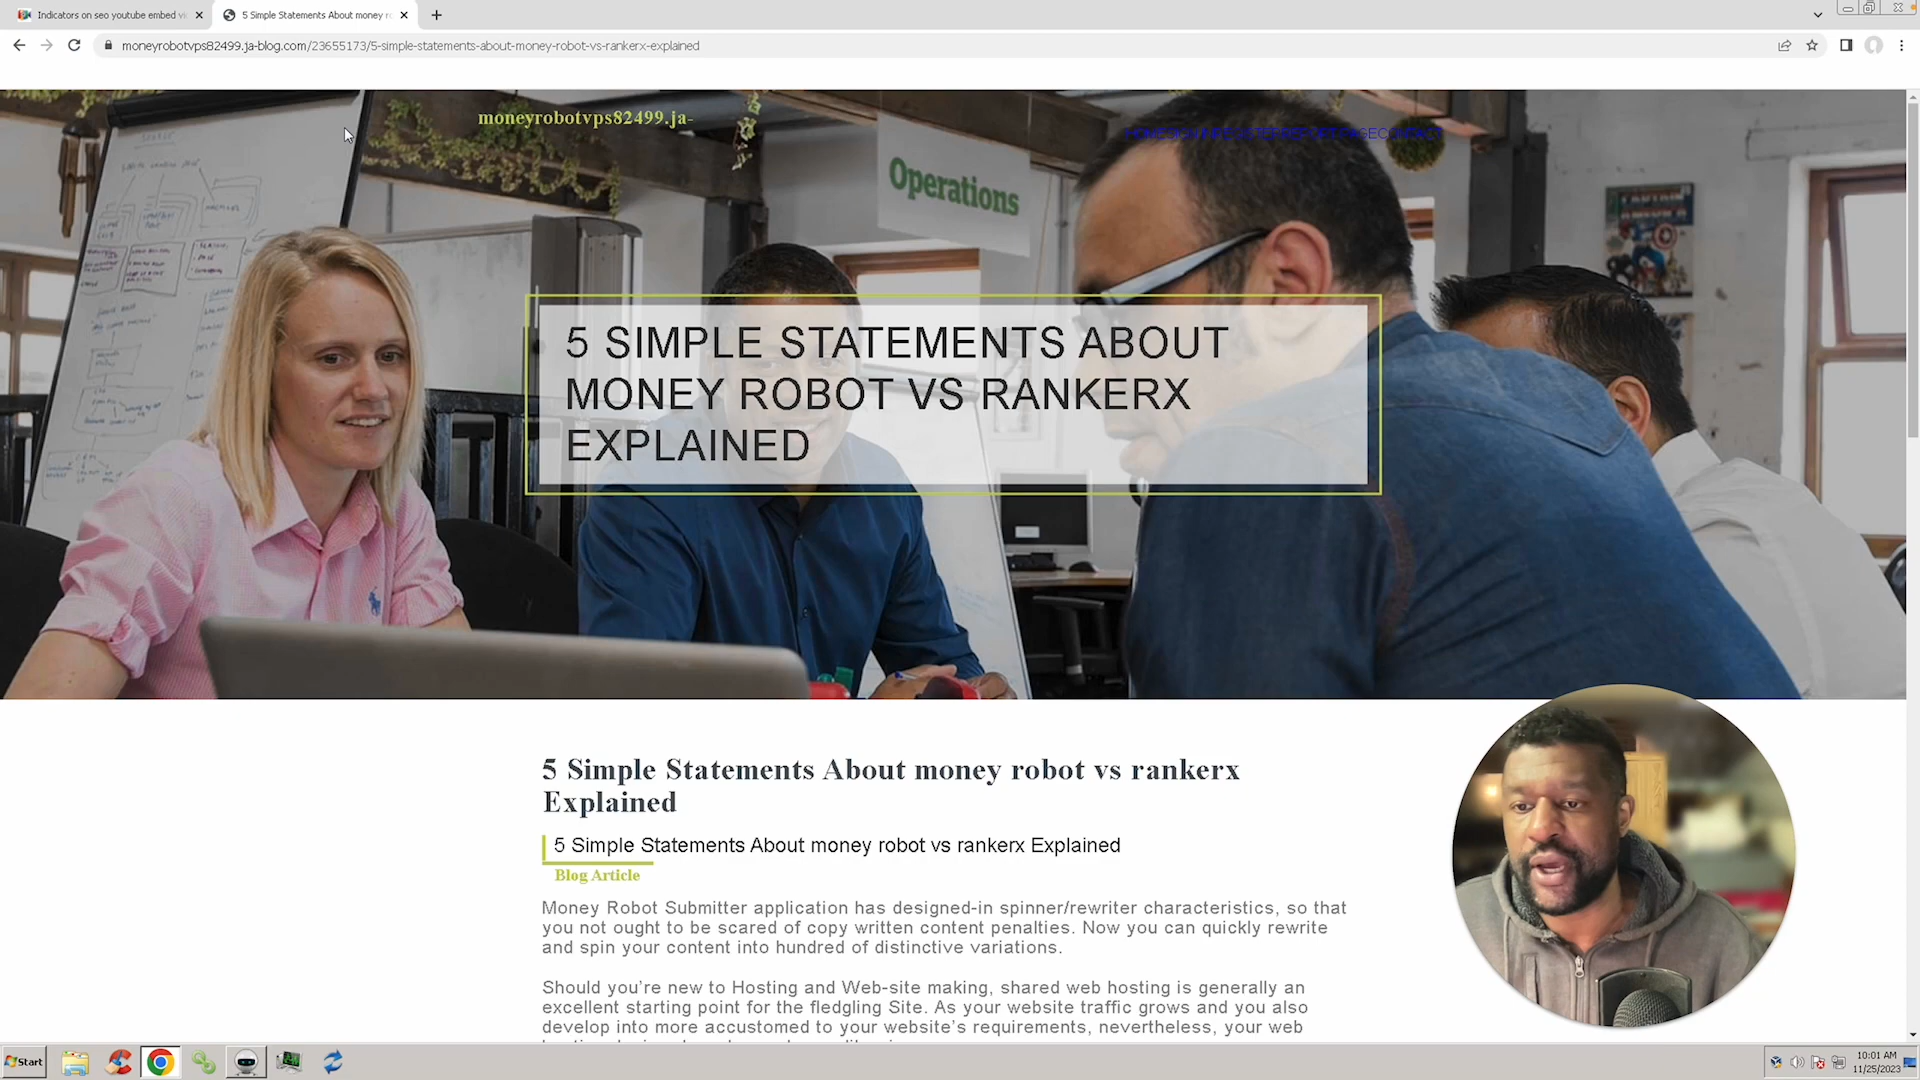 Indicators on seo youtube embed vi
5 Simple Statements About money ro
moneyrobotvps82499.ja-blog.com/23655173/5-simple-statements-about-money-robot-vs-rankerx-explained
moneyrobotvps82499.ja-
Operations
5 SIMPLE STATEMENTS ABOUT
MONEY ROBOT VS RANKERX
EXPLAINED
5 Simple Statements About money robot vs rankerx
Explained
5 Simple Statements About money robot vs rankerx Explained
Blog Article
Money Robot Submitter application has designed-in spinner/rewriter characteristics, so that
you not ought to be scared of copy written content penalties. Now you can quickly rewrite
and spin your content into hundred of distinctive variations.
Should you’re new to Hosting and Web-site making, shared web hosting is generally an
excellent starting point for the fledgling Site. As your website traffic grows and you also
develop into more accustomed to your website’s requirements, nevertheless, your web
Start
10:01 AM
11/25/2023